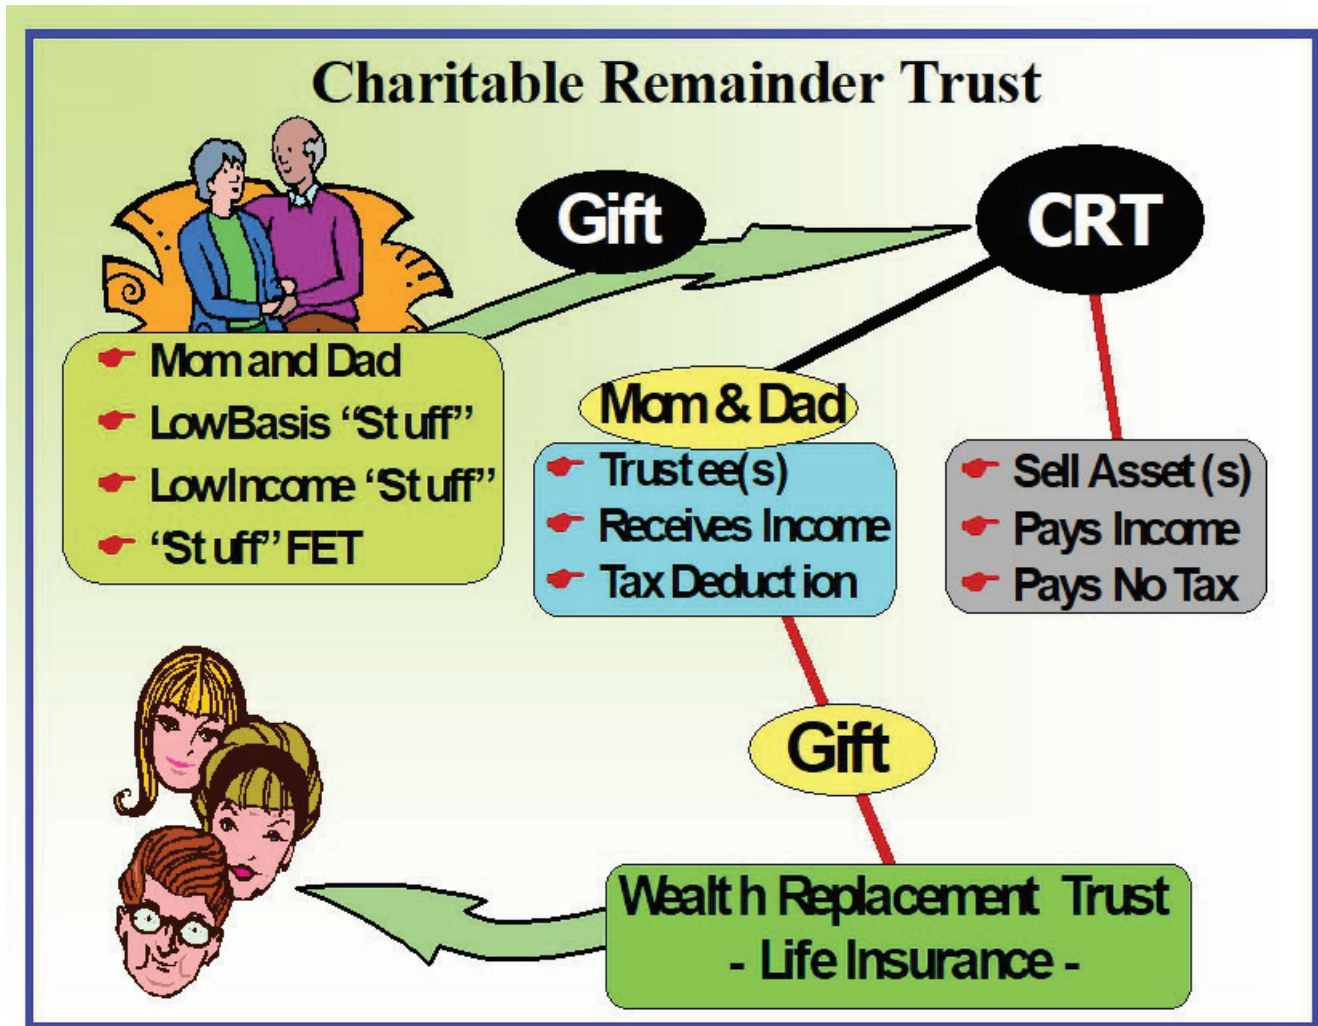 Charitable Remainder Trust
Gift
CRT
Mom and Dad
Low Basis “Stuff”
Low Income “Stuff”
“Stuff” FET
Mom & Dad
Trustee(s)
Receives Income
Tax Deduction
Sell Asset(s)
Pays Income
Pays No Tax
Gift
Wealth Replacement Trust
- Life Insurance -